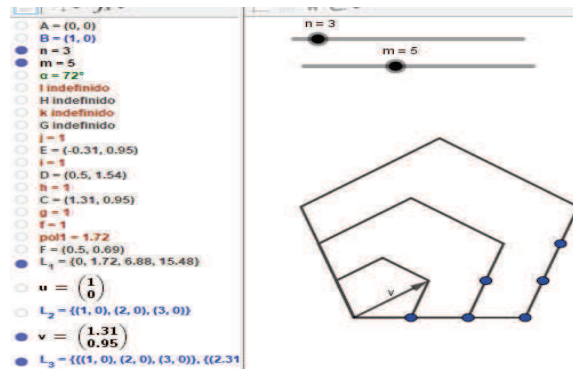 A = (0, 0)
B = (1, 0)
n = 3
m = 5
α = 72°
l indefinido
H indefinido
k indefinido
G indefinido
j = 1
E = (-0.31, 0.95)
i = 1
D = (0.5, 1.54)
h = 1
C = (1.31, 0.95)
g = 1
f = 1
pol1 = 1.72
F = (0.5, 0.69)
L₁ = {0, 1.72, 6.88, 15.48}
u = (1
0)
L₂ = {(1, 0), (2, 0), (3, 0)}
v = (1.31
0.95)
L₃ = {{(1, 0), (2, 0), (3, 0)}, {(2.31
n = 3
m = 5
v